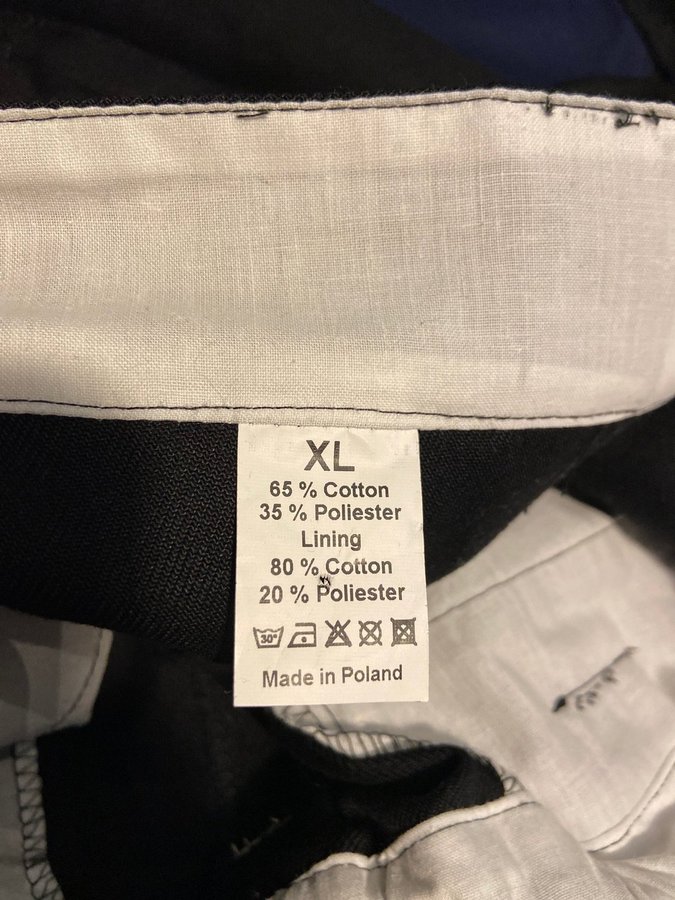 XL
65 % Cotton
35 % Poliester
Lining
80 % Cotton
20 % Poliester
30°
Made in Poland